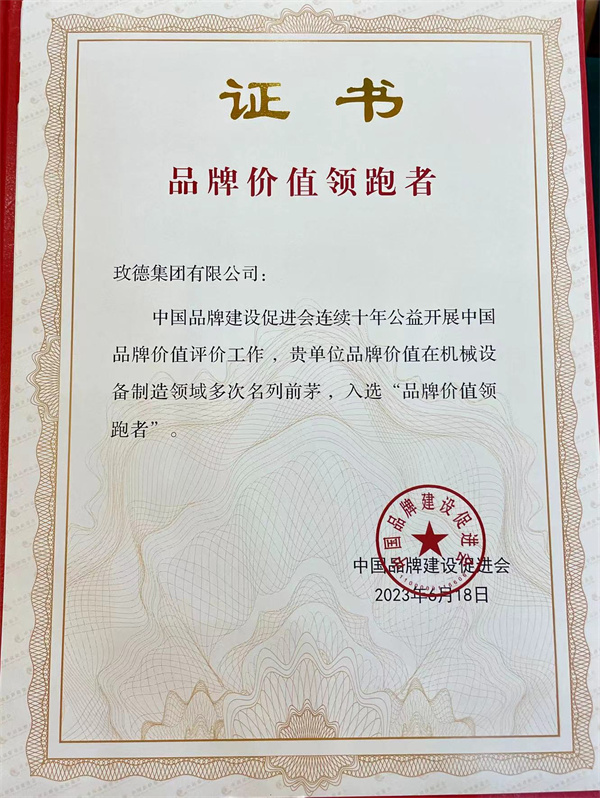 证书
品牌价值领跑者
玫德集团有限公司：
中国品牌建设促进会连续十年公益开展中国
品牌价值评价工作，贵单位品牌价值在机械设
备制造领域多次名列前茅，入选“品牌价值领
跑者”。
中国品牌建设促进会
中国品牌建设促进会
2023年6月18日